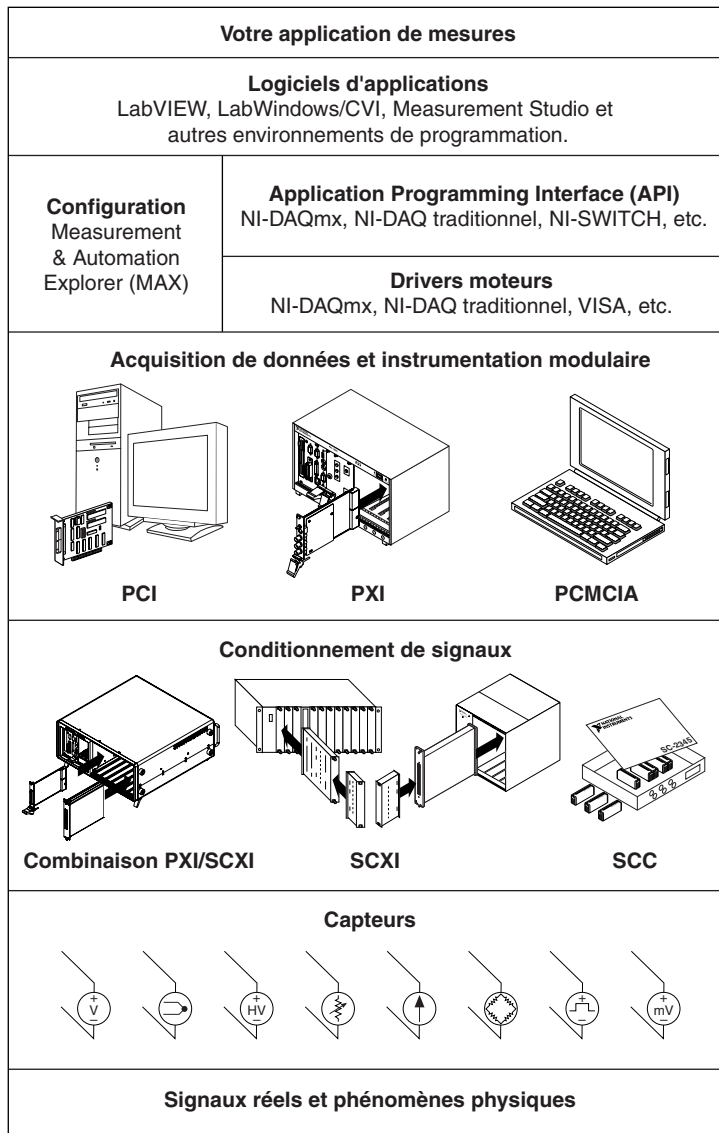 Votre application de mesures
Logiciels d'applications
LabVIEW, LabWindows/CVI, Measurement Studio et
autres environnements de programmation.
Configuration
Measurement
& Automation
Explorer (MAX)
Application Programming Interface (API)
NI-DAQmx, NI-DAQ traditionnel, NI-SWITCH, etc.
Drivers moteurs
NI-DAQmx, NI-DAQ traditionnel, VISA, etc.
Acquisition de données et instrumentation modulaire
PCI
PXI
PCMCIA
Conditionnement de signaux
NATIONAL
INSTRUMENTS
SC-2345
Combinaison PXI/SCXI
SCXI
SCC
Capteurs
+
V
–
+
HV
–
+
–
+
mV
–
Signaux réels et phénomènes physiques